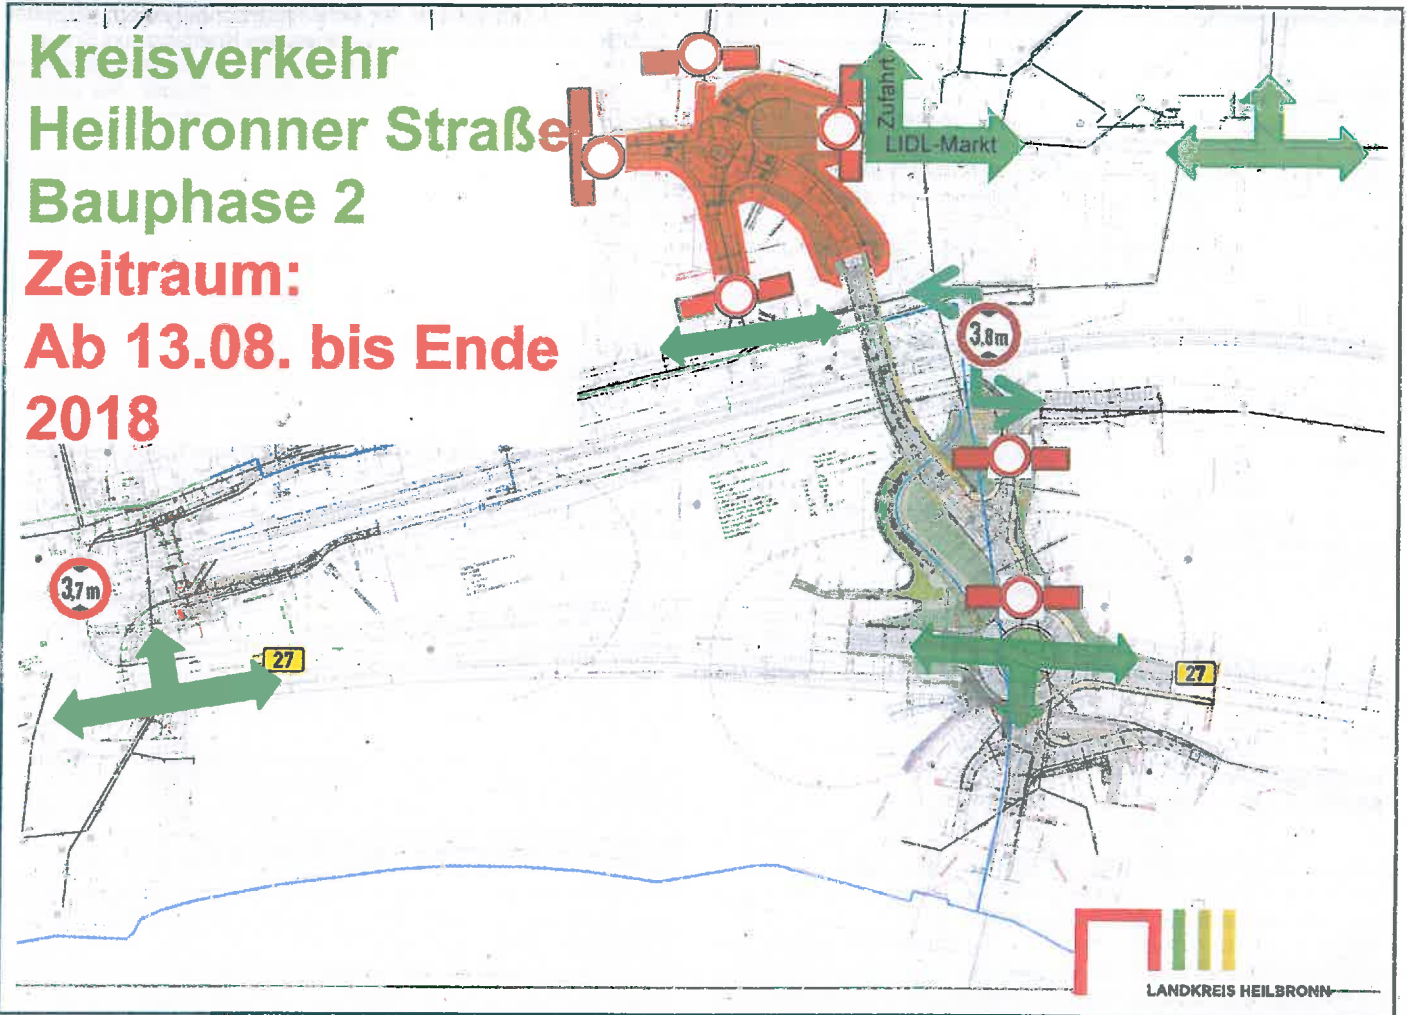 Kreisverkehr
Heilbronner Straße
Bauphase 2
Zeitraum:
Ab 13.08. bis Ende
2018
Zufahrt
LIDL-Markt
3,8m
3,7m
27
27
LANDKREIS HEILBRONN